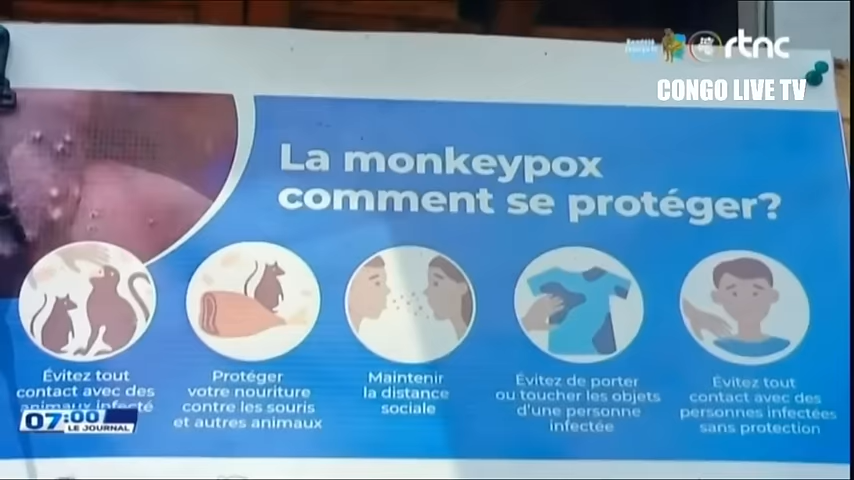 rtnc
CONGO LIVE TV
La monkeypox
comment se protéger?
Évitez tout
contact avec des
animaux infecté
Protéger
votre nouriture
contre les souris
et autres animaux
Maintenir
la distance
sociale
Évitez de porter
ou toucher les objets
d'une personne
infectée
Évitez tout
contact avec des
personnes infectées
sans protection
07:00
LE JOURNAL